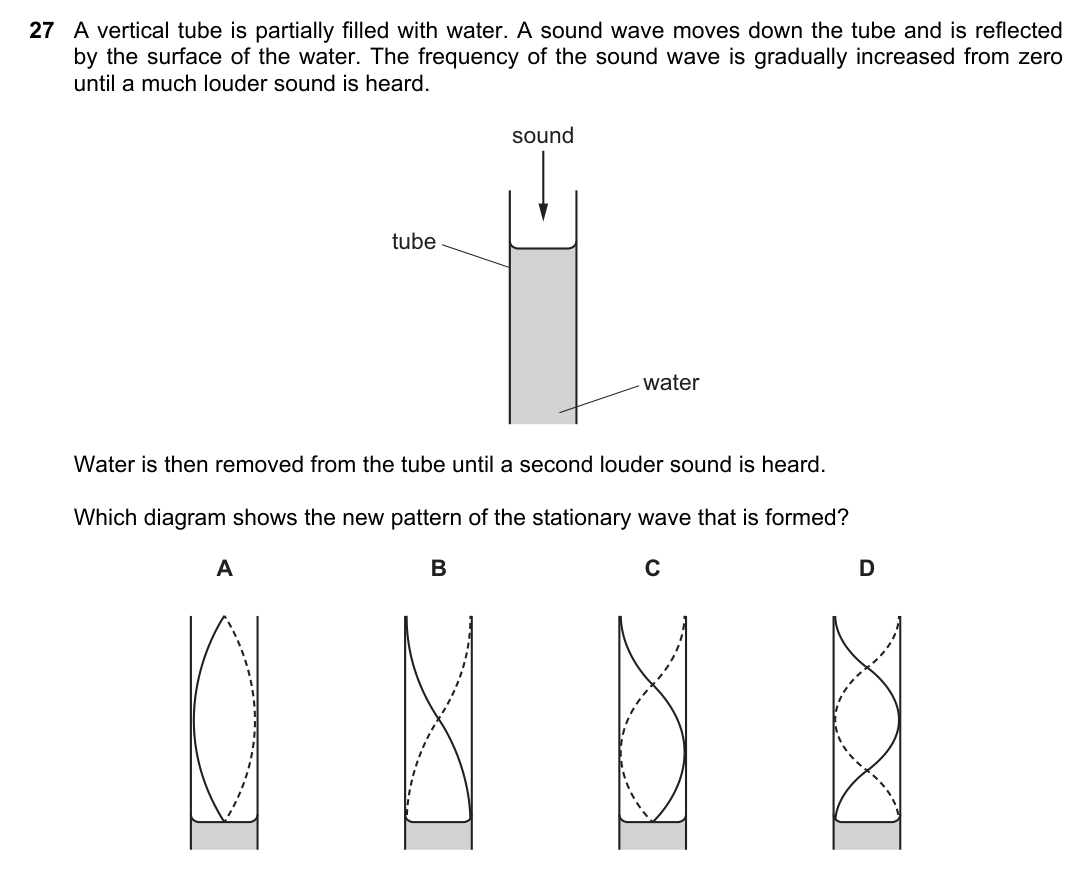 27 A vertical tube is partially filled with water. A sound wave moves down the tube and is reflected
by the surface of the water. The frequency of the sound wave is gradually increased from zero
until a much louder sound is heard.
sound
tube
water
Water is then removed from the tube until a second louder sound is heard.
Which diagram shows the new pattern of the stationary wave that is formed?
A B C D